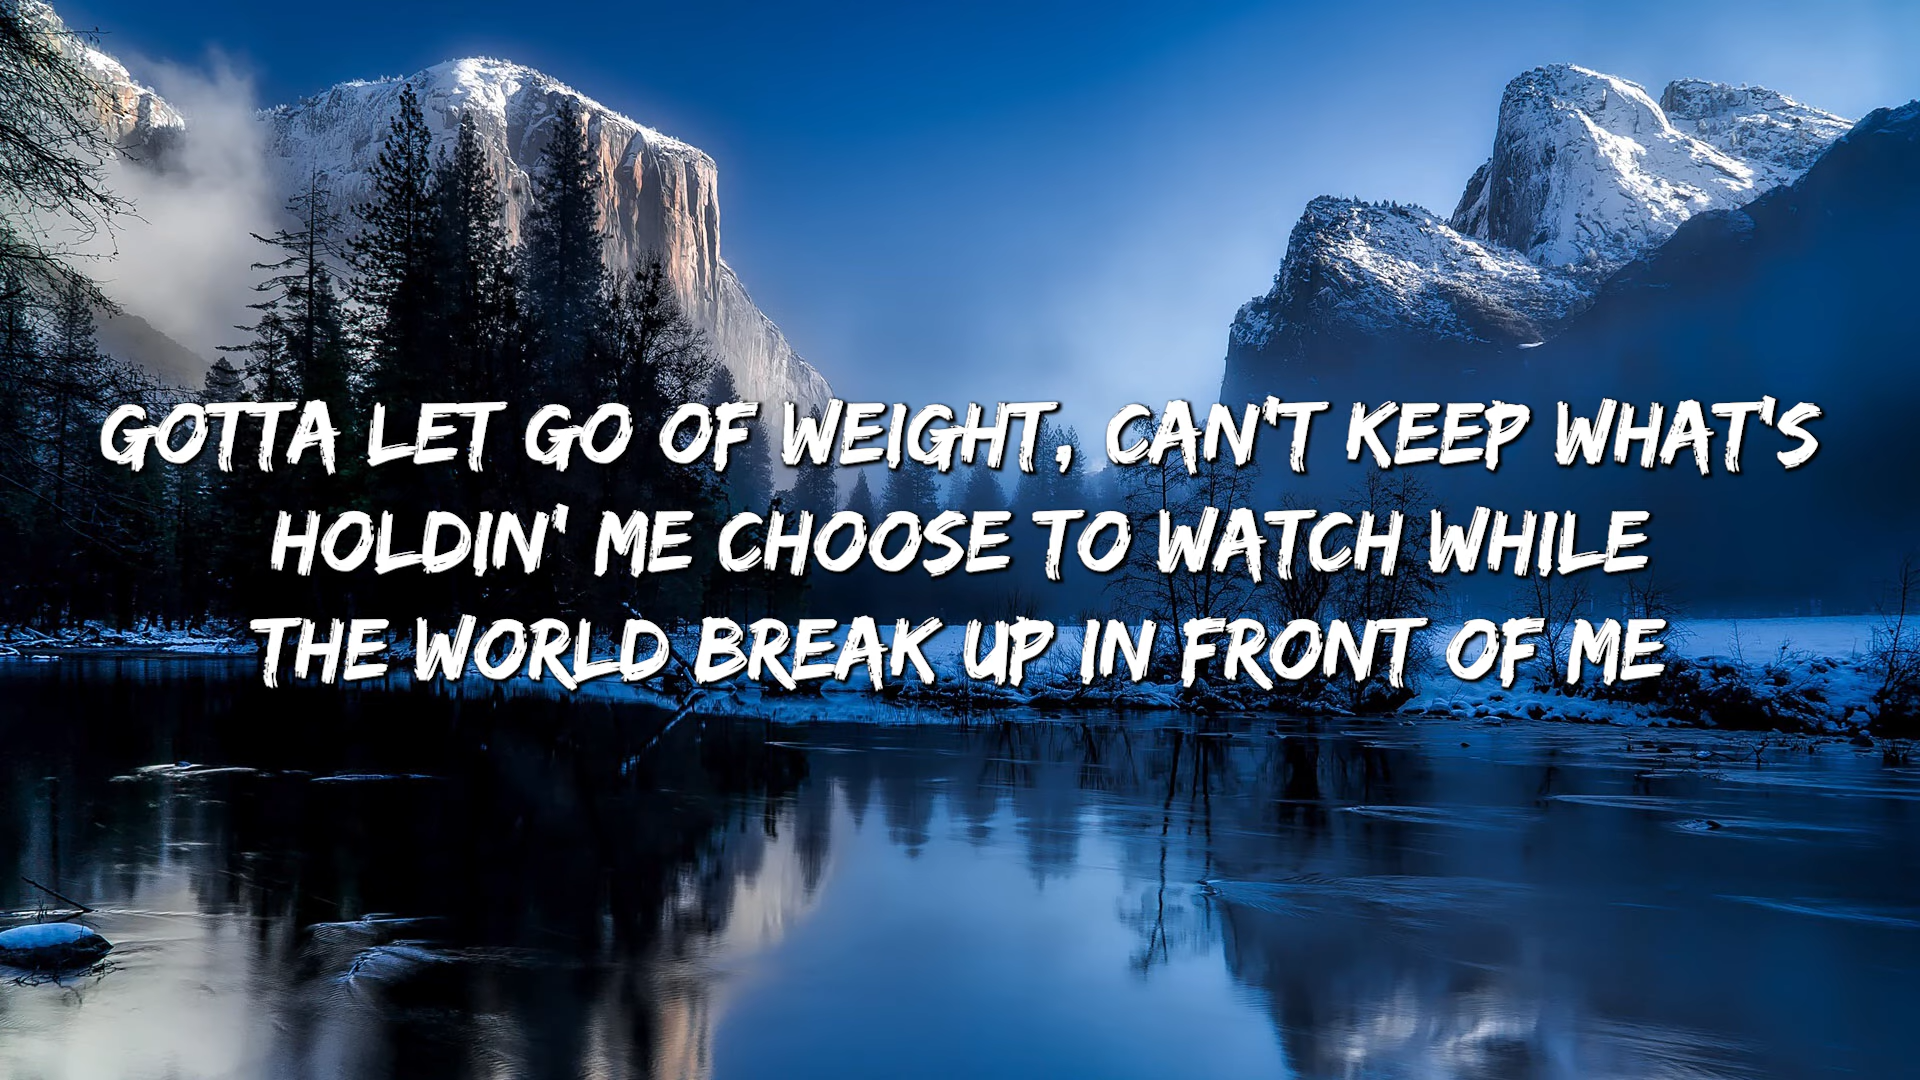 GOTTA LET GO OF WEIGHT, CAN'T KEEP WHAT'S
HOLDIN' ME CHOOSE TO WATCH WHILE
THE WORLD BREAK UP IN FRONT OF ME